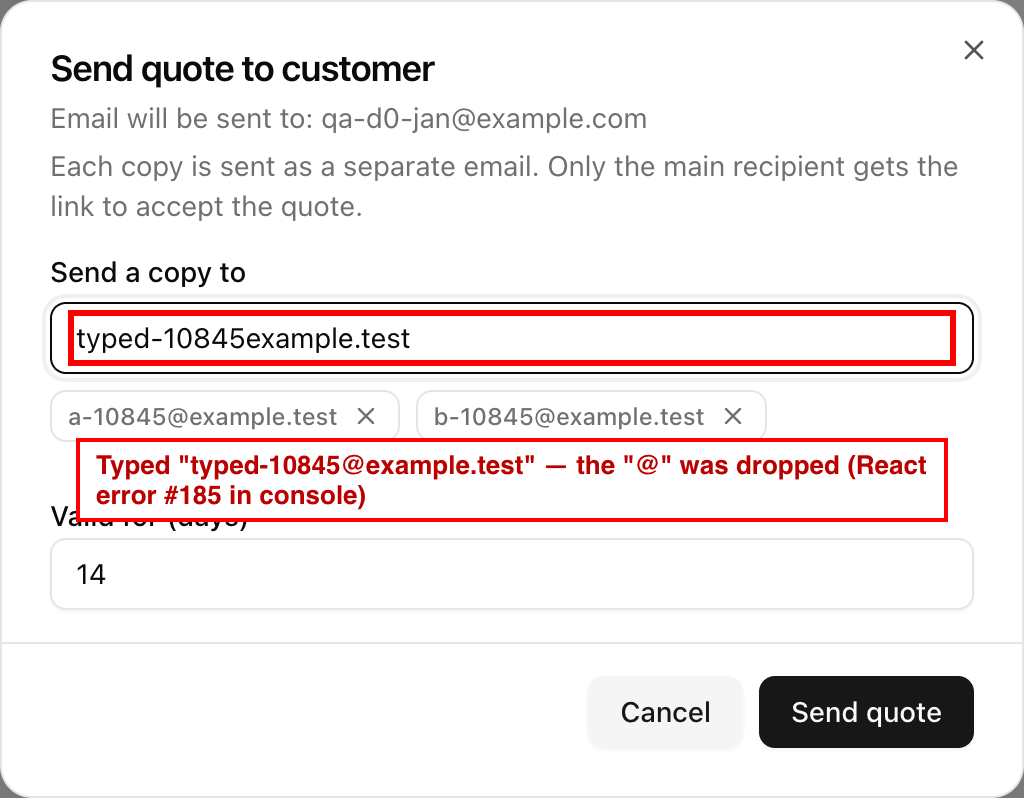 Send quote to customer
Email will be sent to: qa-d0-jan@example.com
Each copy is sent as a separate email. Only the main recipient gets the
link to accept the quote.
Send a copy to
typed-10845example.test
a-10845@example.test
b-10845@example.test
Typed "typed-10845@example.test" — the "@" was dropped (React
error #185 in console)
Valid for (days)
14
Cancel
Send quote